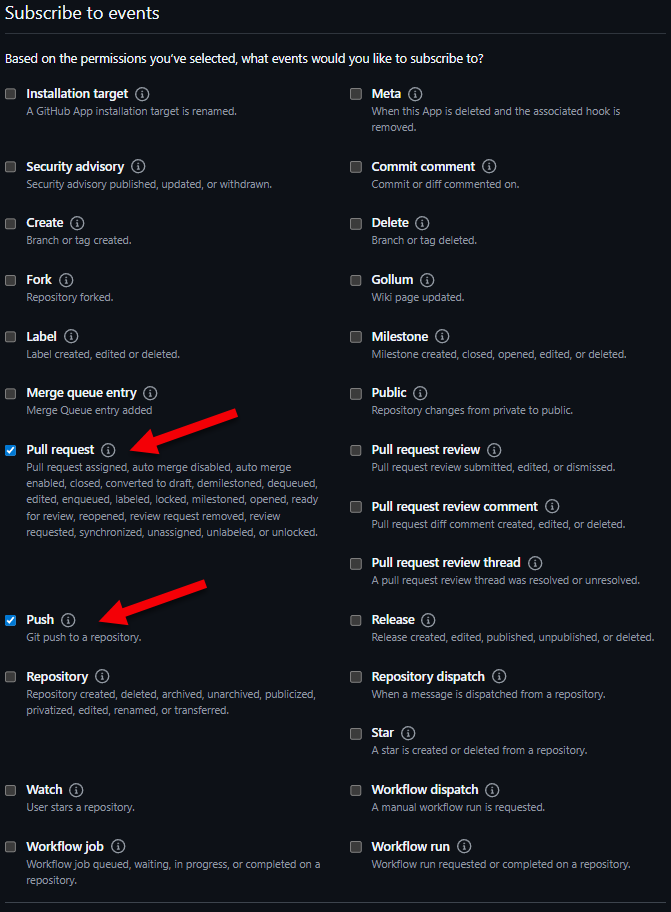 Subscribe to events
Based on the permissions you’ve selected, what events would you like to subscribe to?
Installation target
A GitHub App installation target is renamed.
Meta
When this App is deleted and the associated hook is
removed.
Security advisory
Security advisory published, updated, or withdrawn.
Commit comment
Commit or diff commented on.
Create
Branch or tag created.
Delete
Branch or tag deleted.
Fork
Repository forked.
Gollum
Wiki page updated.
Label
Label created, edited or deleted.
Milestone
Milestone created, closed, opened, edited, or deleted.
Merge queue entry
Merge Queue entry added
Public
Repository changes from private to public.
Pull request
Pull request assigned, auto merge disabled, auto merge
enabled, closed, converted to draft, demilestoned, dequeued,
edited, enqueued, labeled, locked, milestoned, opened, ready
for review, reopened, review request removed, review
requested, synchronized, unassigned, unlabeled, or unlocked.
Pull request review
Pull request review submitted, edited, or dismissed.
Pull request review comment
Pull request diff comment created, edited, or deleted.
Pull request review thread
A pull request review thread was resolved or unresolved.
Push
Git push to a repository.
Release
Release created, edited, published, unpublished, or deleted.
Repository
Repository created, deleted, archived, unarchived, publicized,
privatized, edited, renamed, or transferred.
Repository dispatch
When a message is dispatched from a repository.
Star
A star is created or deleted from a repository.
Watch
User stars a repository.
Workflow dispatch
A manual workflow run is requested.
Workflow job
Workflow job queued, waiting, in progress, or completed on a
repository.
Workflow run
Workflow run requested or completed on a repository.